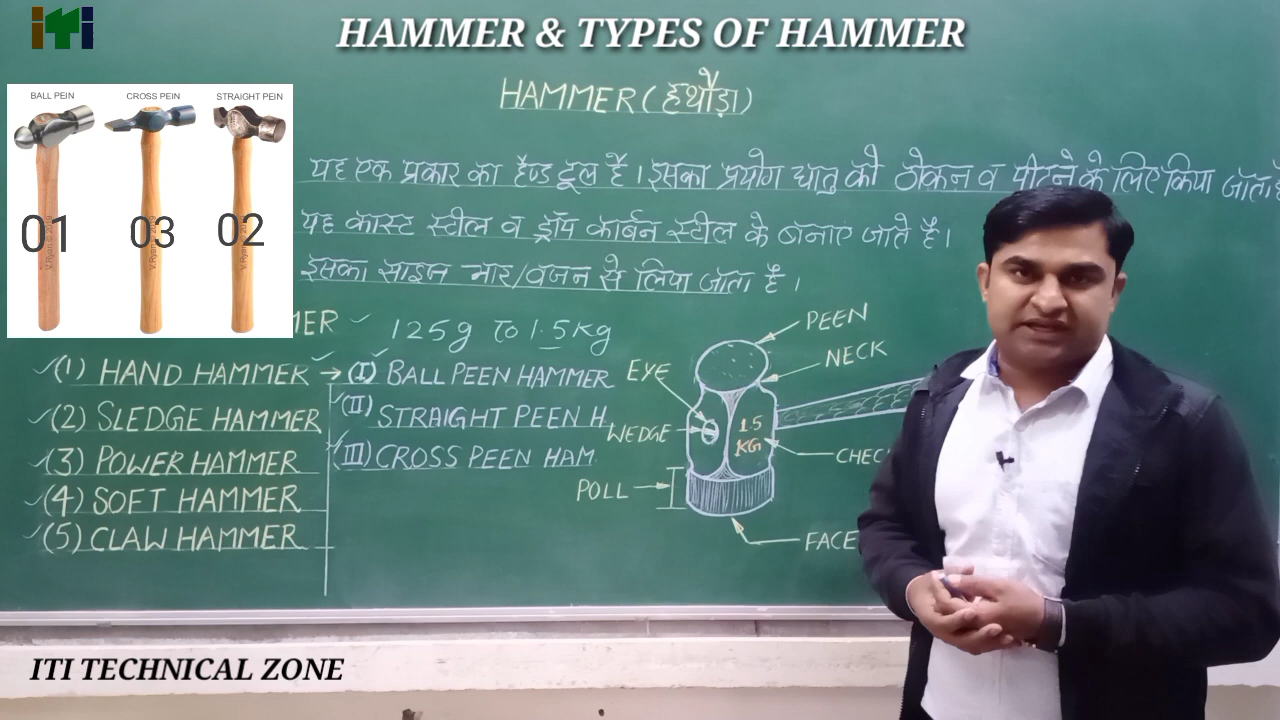 iTi
HAMMER & TYPES OF HAMMER
HAMMER (हथौड़ा)
BALL PEIN
CROSS PEIN
STRAIGHT PEIN
01
03
02
यह एक प्रकार का हैण्ड टूल है। इसका प्रयोग धातु को ठोकन व पीटने के लिए किया जाता है
यह कास्ट स्टील व ड्रॉप कार्बन स्टील के बनाए जाते है।
इसका साइज भार/वजन से लिया जाता है।
MER
125g To 1.5Kg
(1) HAND HAMMER → (I) BALL PEEN HAMMER
(2) SLEDGE HAMMER
(II) STRAIGHT PEEN H.
(3) POWER HAMMER
(III) CROSS PEEN HAM
(4) SOFT HAMMER
(5) CLAW HAMMER
PEEN
NECK
EYE
WEDGE
1.5
KG
CHEC
POLL
FACE
ITI TECHNICAL ZONE